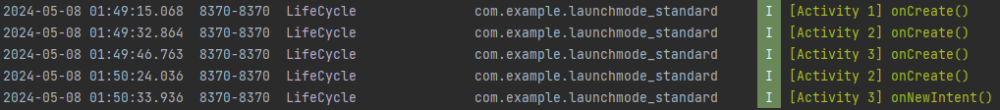 2024-05-08 01:49:15.068 8370-8370 LifeCycle com.example.launchmode_standard I [Activity 1] onCreate()
2024-05-08 01:49:32.864 8370-8370 LifeCycle com.example.launchmode_standard I [Activity 2] onCreate()
2024-05-08 01:49:46.763 8370-8370 LifeCycle com.example.launchmode_standard I [Activity 3] onCreate()
2024-05-08 01:50:24.036 8370-8370 LifeCycle com.example.launchmode_standard I [Activity 2] onCreate()
2024-05-08 01:50:33.936 8370-8370 LifeCycle com.example.launchmode_standard I [Activity 3] onNewIntent()